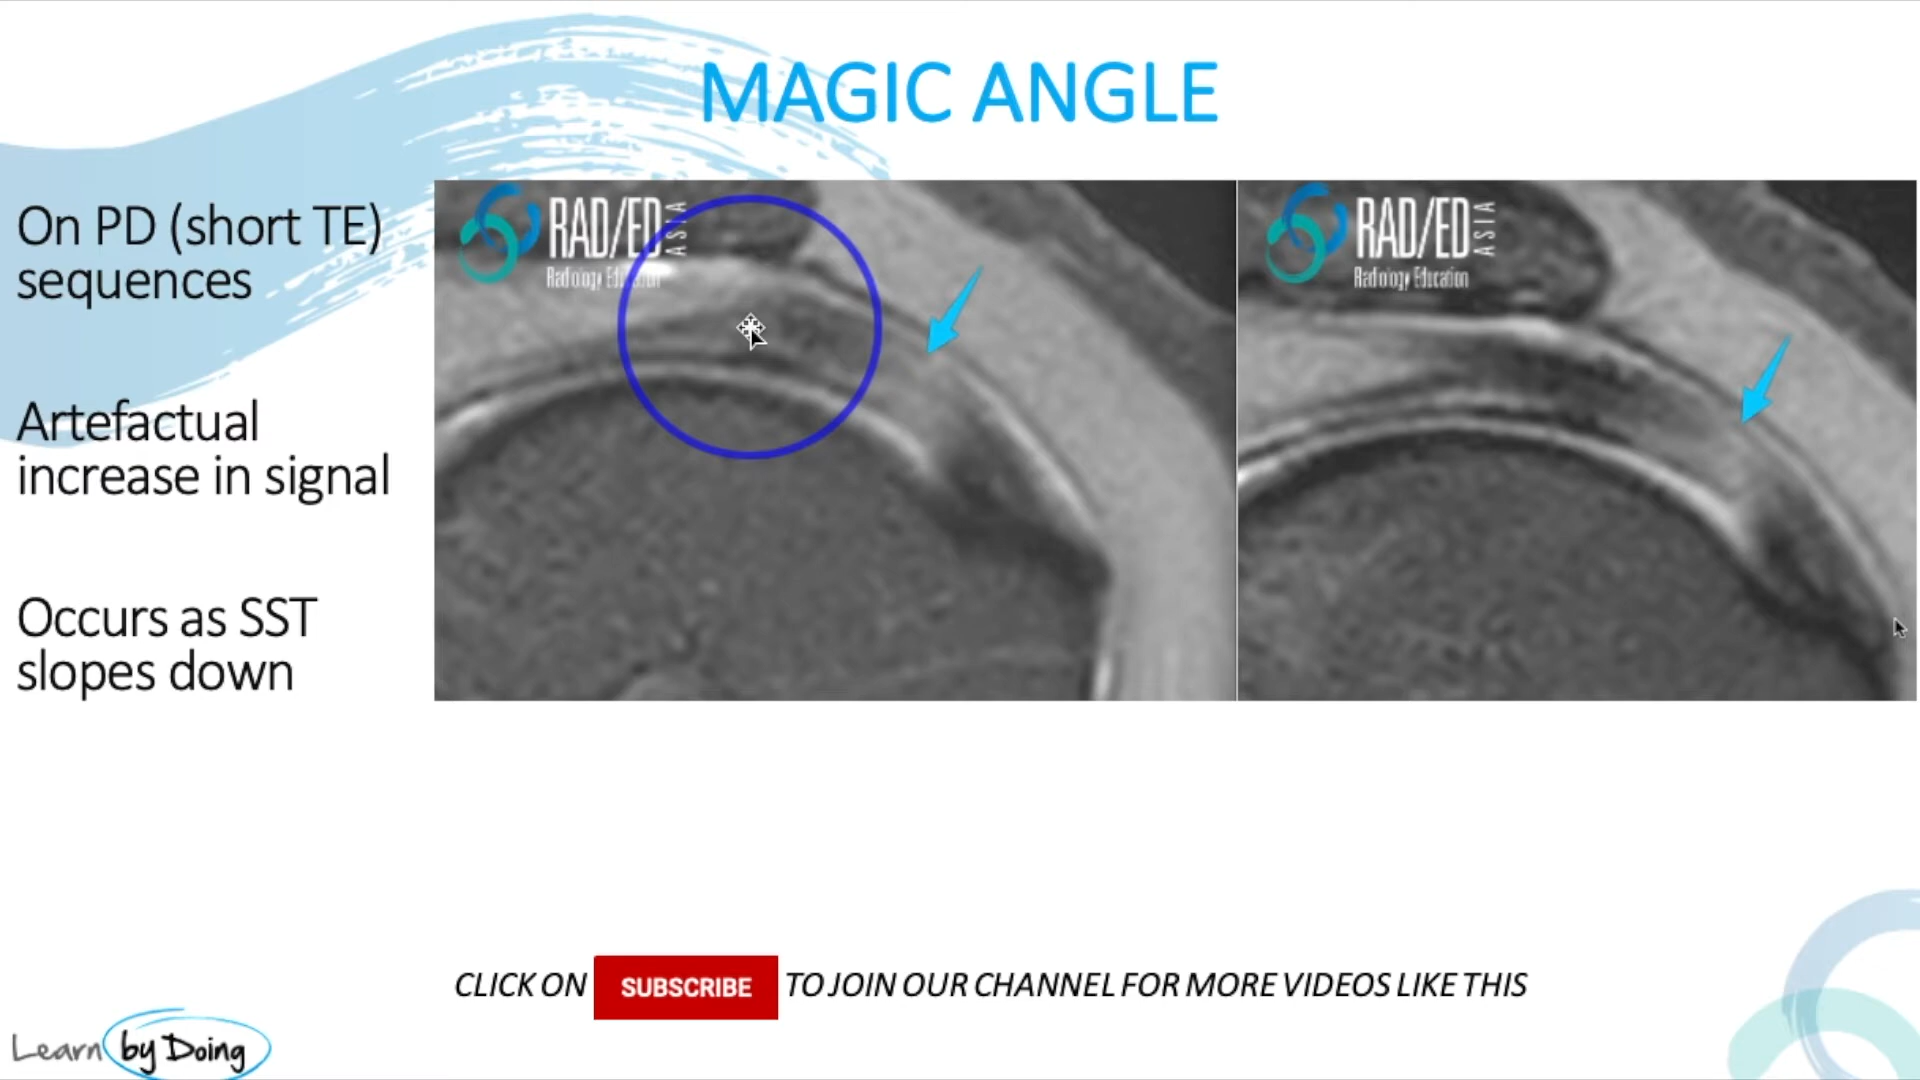 MAGIC ANGLE
On PD (short TE)
sequences
Artefactual
increase in signal
Occurs as SST
slopes down
RAD/ED ASIA
Radiology Education
RAD/ED ASIA
Radiology Education
CLICK ON SUBSCRIBE TO JOIN OUR CHANNEL FOR MORE VIDEOS LIKE THIS
Learn by Doing